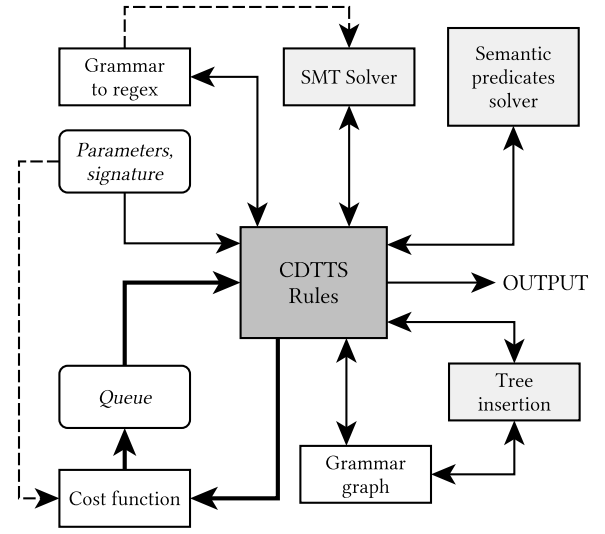 Grammar
to regex
SMT Solver
Semantic
predicates
solver
Parameters,
signature
CDTTS
Rules
OUTPUT
Queue
Tree
insertion
Grammar
graph
Cost function